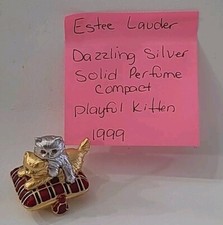 Estee Lauder
Dazzling Silver
Solid Perfume
Compact
Playful Kitten
1999